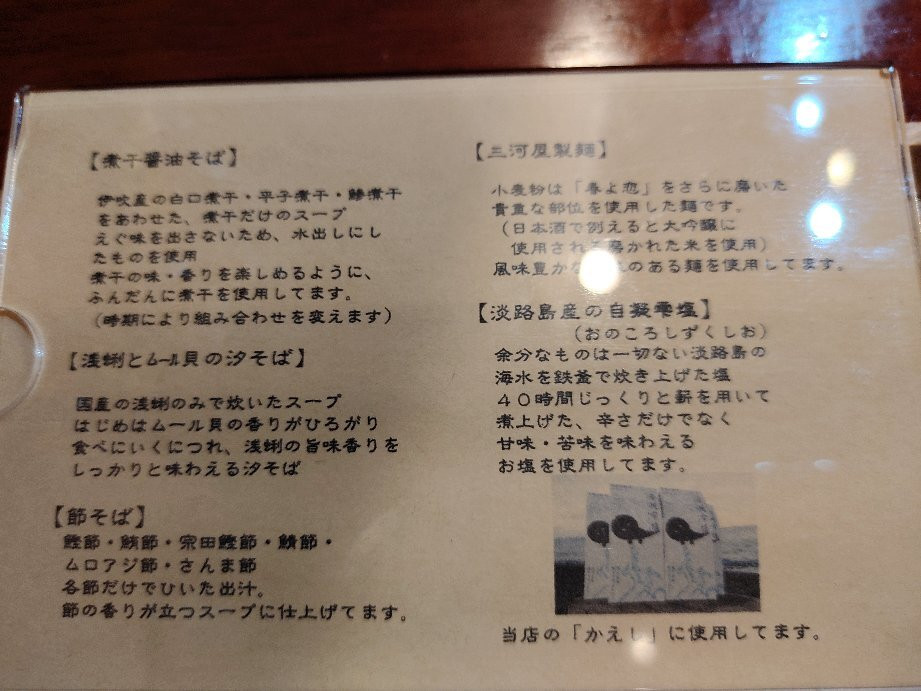 【煮干醤油そば】
伊吹産の白口煮干・平子煮干・鯵煮干
をあわせた、煮干だけのスープ
えぐ味を出さないため、水出しにし
たものを使用
煮干の味・香りを楽しめるように、
ふんだんに煮干を使用してます。
(時期により組み合わせを変えます)
【浅蜊とムール貝の汐そば】
国産の浅蜊のみで炊いたスープ
はじめはムール貝の香りがひろがり
食べにいくにつれ、浅蜊の旨味香りを
しっかりと味わえる汐そば
【節そば】
鰹節・鮪節・宗田鰹節・鯖節・
ムロアジ節・さんま節
各節だけでひいた出汁。
節の香りが立つスープに仕上げてます。
【三河屋製麺】
小麦粉は「春よ恋」をさらに磨いた
貴重な部位を使用した麺です。
(日本酒で例えると大吟醸に
使用される磨かれた米を使用)
風味豊かな のある麺を使用してます。
【淡路島産の自凝雫塩】
(おのころしずくしお)
余分なものは一切ない淡路島の
海水を鉄釜で炊き上げた塩
40時間じっくりと薪を用いて
煮上げた、辛さだけでなく
甘味・苦味を味わえる
お塩を使用してます。
当店の「かえし」に使用してます。